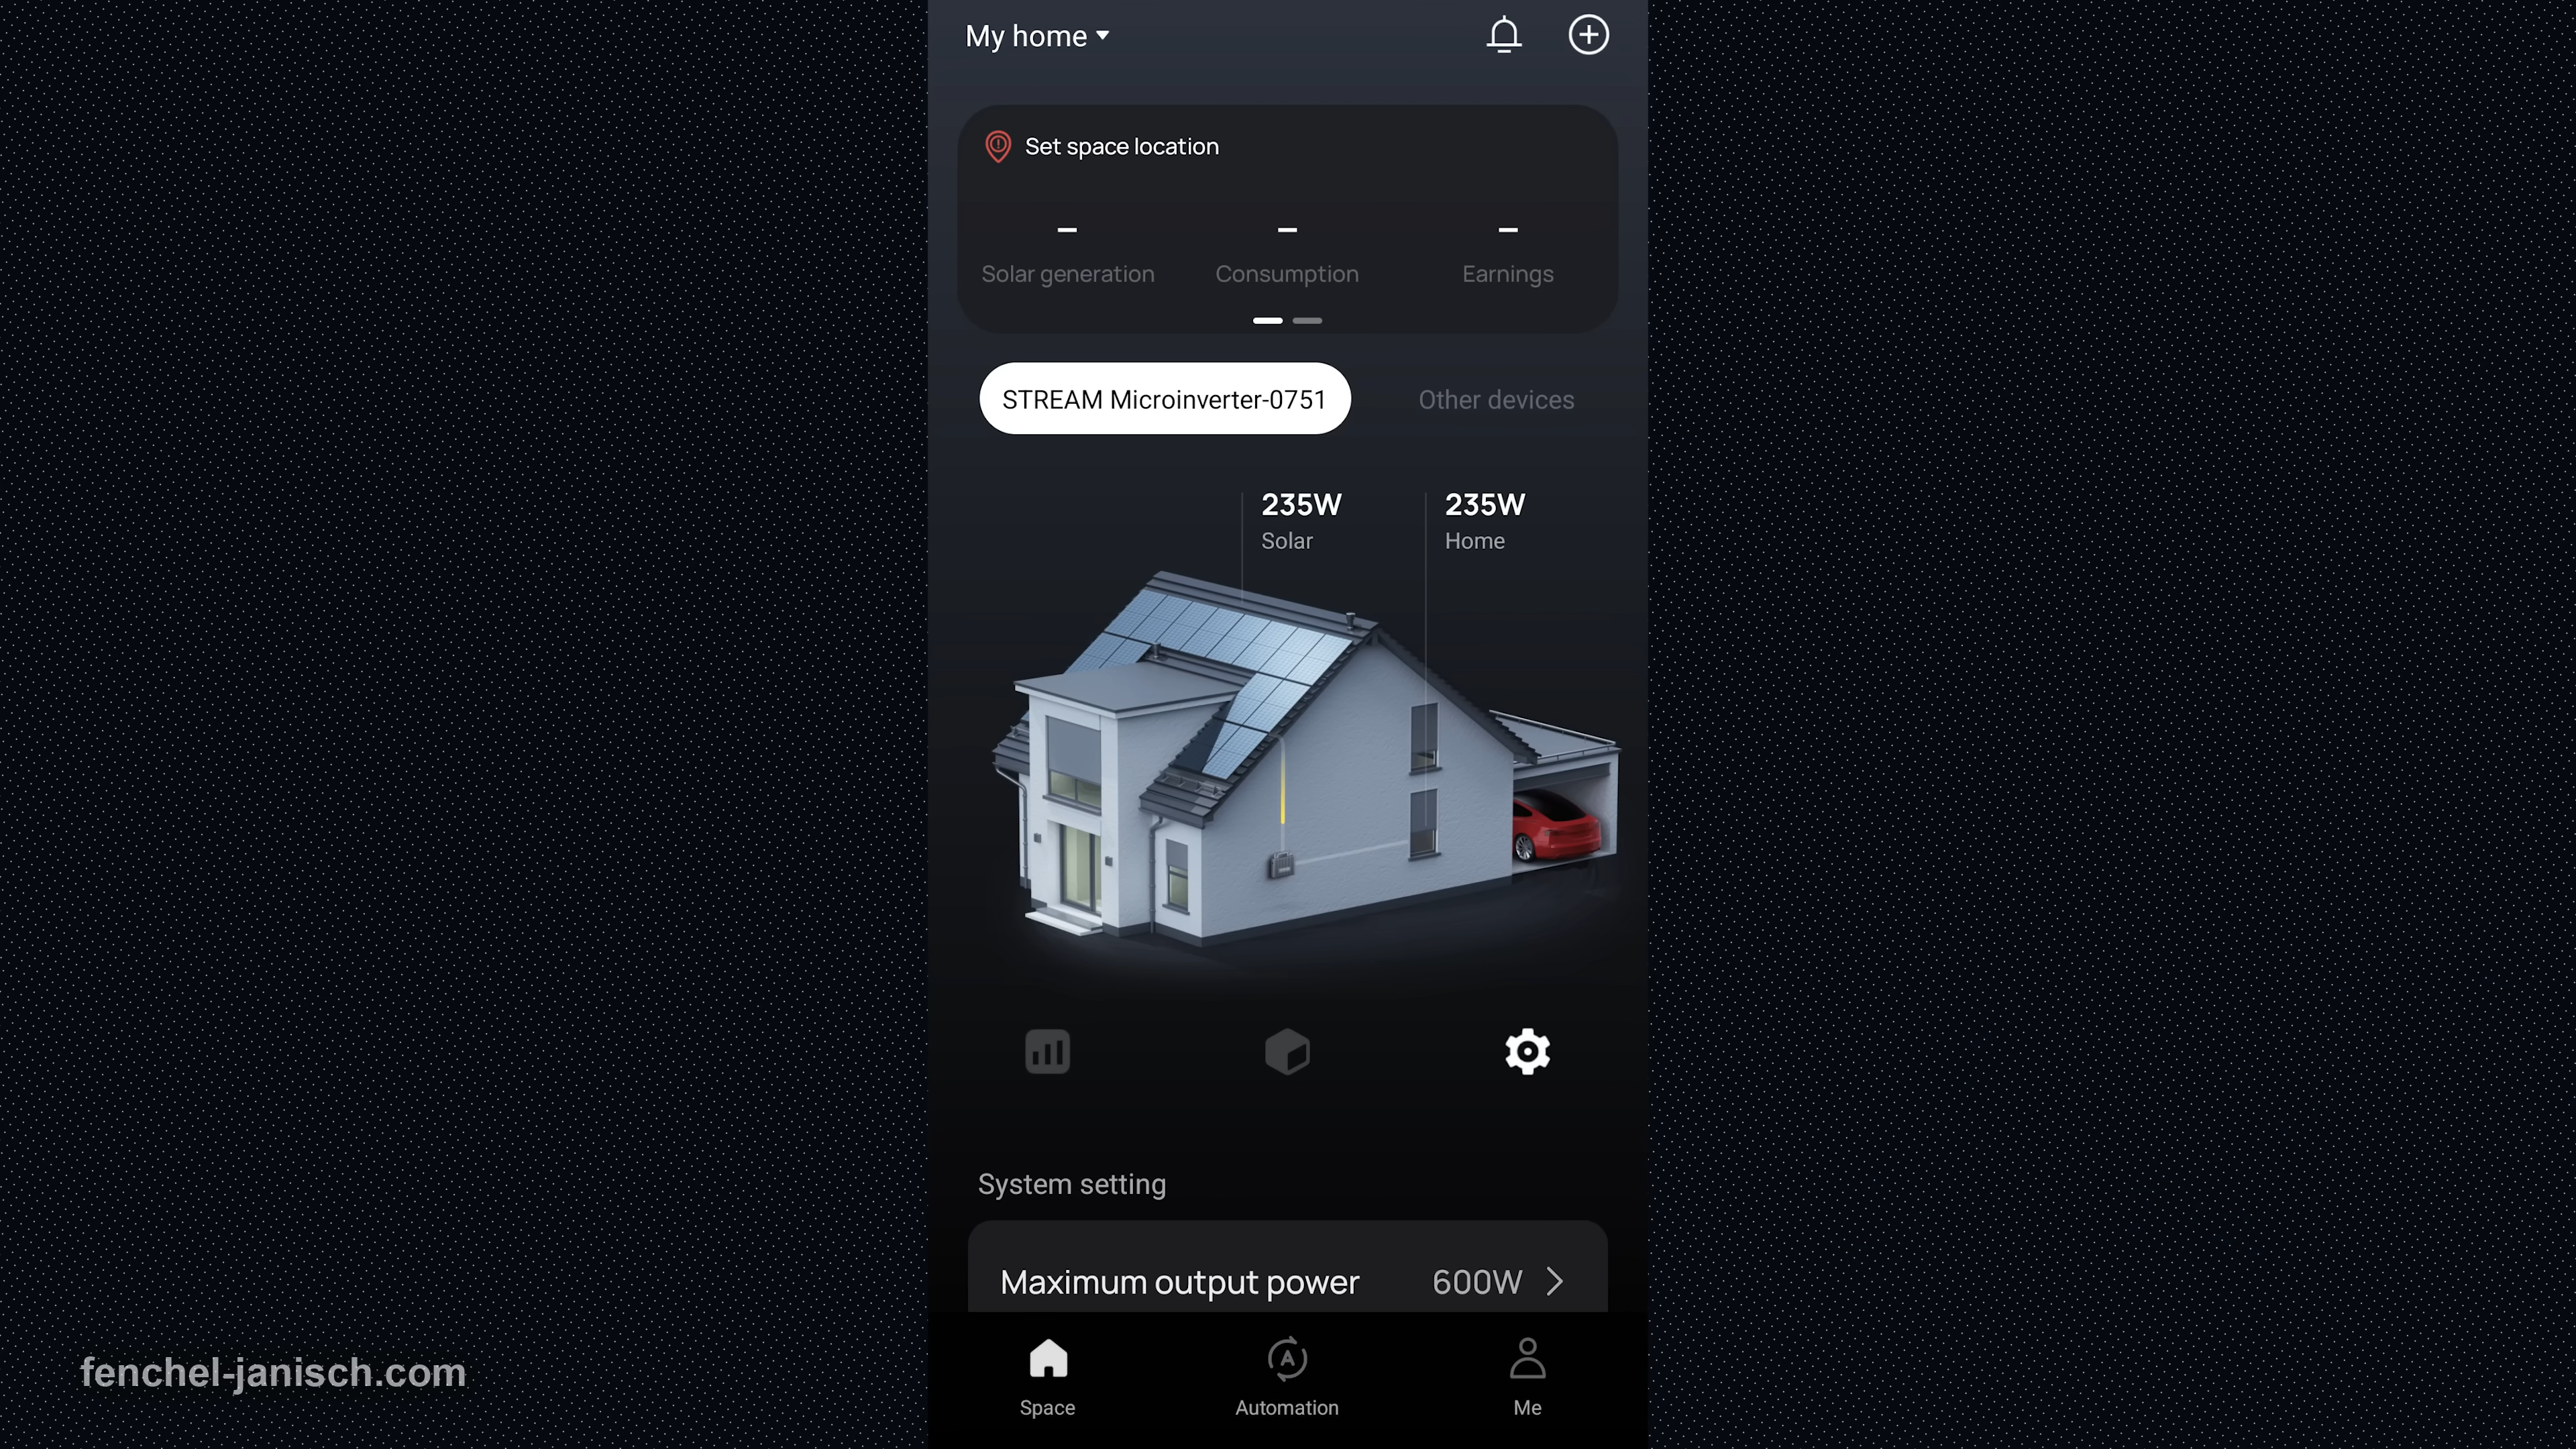 My home
Set space location
– – –
Solar generation Consumption Earnings
STREAM Microinverter-0751 Other devices
235W 235W
Solar Home
System setting
Maximum output power 600W
Space Automation Me
fenchel-janisch.com